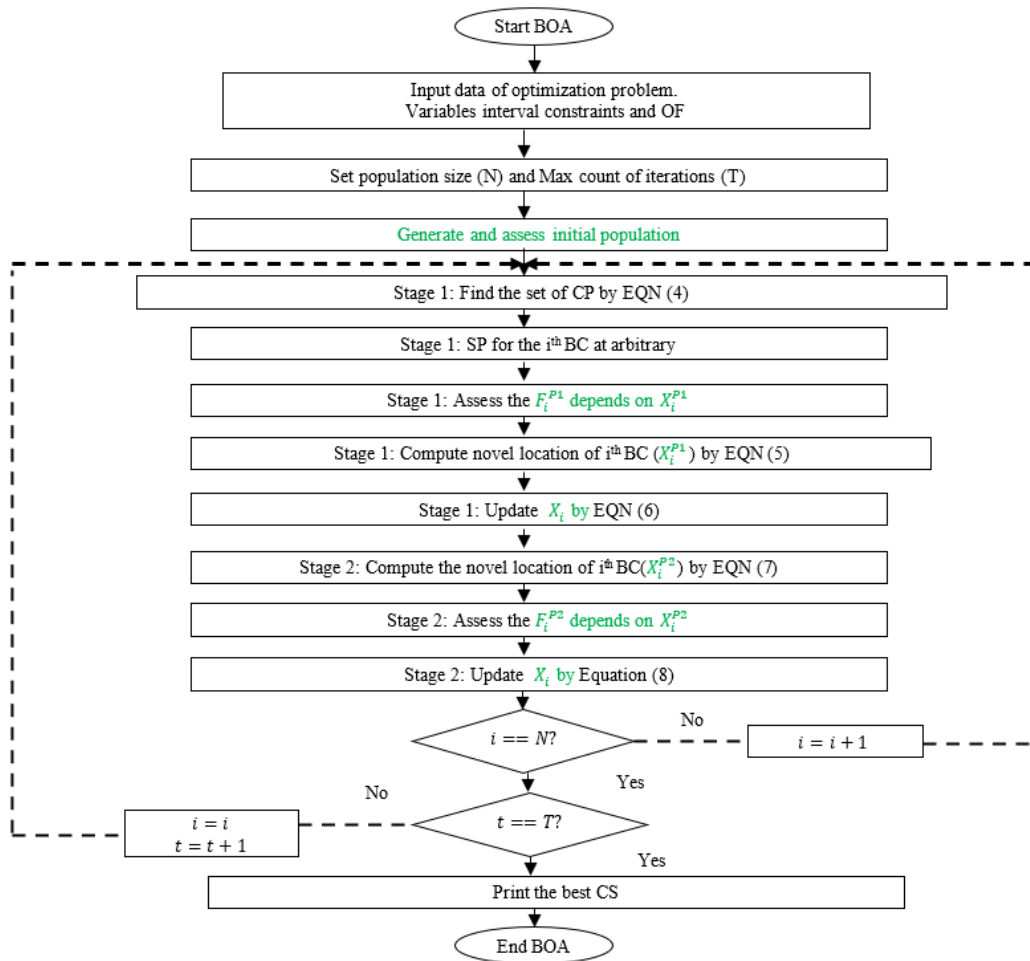 Start BOA
Input data of optimization problem.
Variables interval constraints and OF
Set population size (N) and Max count of iterations (T)
Generate and assess initial population
Stage 1: Find the set of CP by EQN (4)
Stage 1: SP for the iᵗʰ BC at arbitrary
Stage 1: Assess the $F_i^{P1}$ depends on $X_i^{P1}$
Stage 1: Compute novel location of iᵗʰ BC ($X_i^{P1}$) by EQN (5)
Stage 1: Update $X_i$ by EQN (6)
Stage 2: Compute the novel location of iᵗʰ BC($X_i^{P2}$) by EQN (7)
Stage 2: Assess the $F_i^{P2}$ depends on $X_i^{P2}$
Stage 2: Update $X_i$ by Equation (8)
i == N?
No
i = i + 1
Yes
No
t == T?
i = i
t = t + 1
Yes
Print the best CS
End BOA